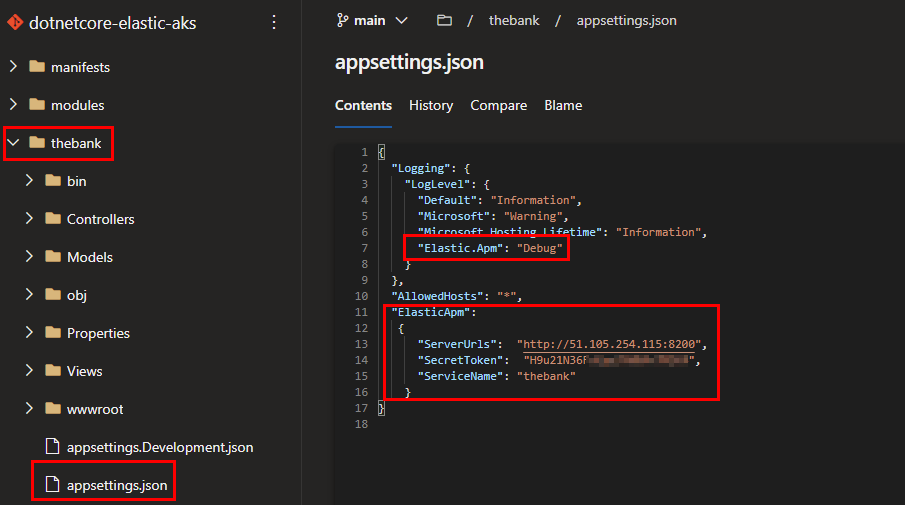 dotnetcore-elastic-aks
manifests
modules
thebank
bin
Controllers
Models
obj
Properties
Views
wwwroot
appsettings.Development.json
appsettings.json
main / thebank / appsettings.json
appsettings.json
Contents History Compare Blame
1 {
2 "Logging": {
3 "LogLevel": {
4 "Default": "Information",
5 "Microsoft": "Warning",
6 "Microsoft.Hosting.Lifetime": "Information",
7 "Elastic.Apm": "Debug"
8 }
9 },
10 "AllowedHosts": "*",
11 "ElasticApm":
12 {
13 "ServerUrls": "http://51.105.254.115:8200",
14 "SecretToken": "H9u21N36 ",
15 "ServiceName": "thebank"
16 }
17 }
18